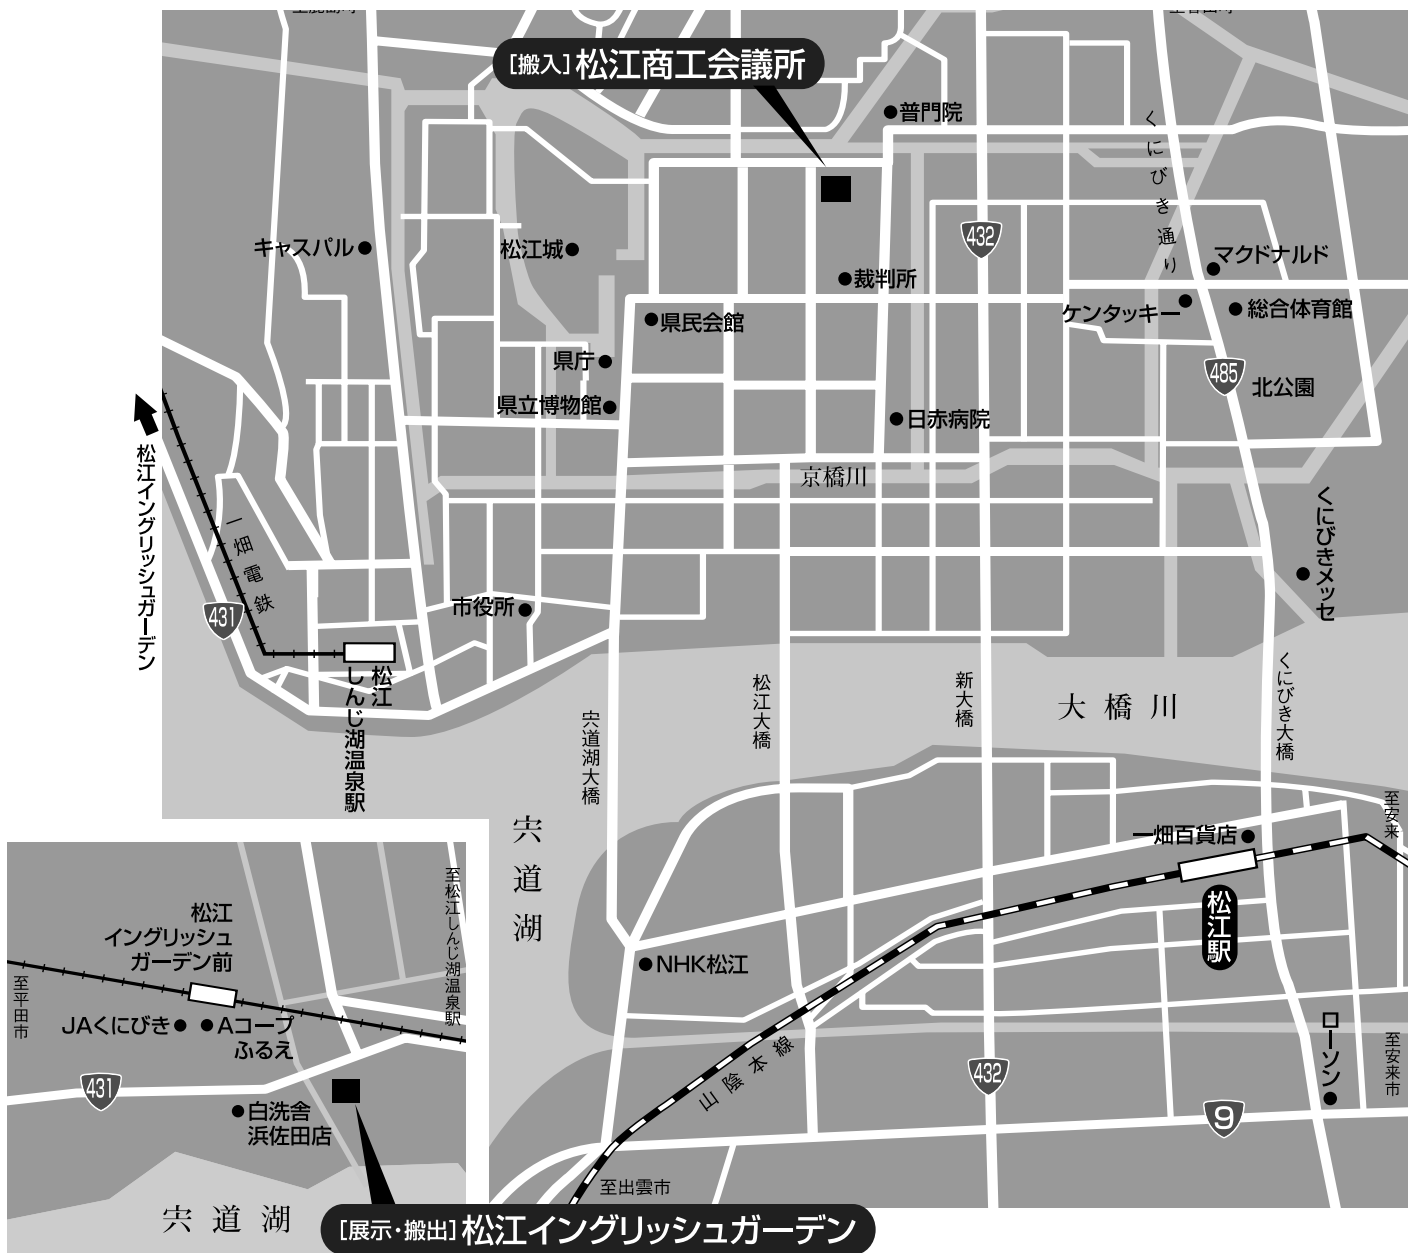 ［搬入］松江商工会議所
普門院
くにびき通り
432
キャスパル
松江城
マクドナルド
裁判所
ケンタッキー
総合体育館
県民会館
県庁
485
北公園
県立博物館
日赤病院
松江イングリッシュガーデン
京橋川
一畑電鉄
くにびきメッセ
431
市役所
松江
しんじ湖温泉駅
宍道湖大橋
松江大橋
新大橋
大橋川
くにびき大橋
至安来
宍道湖
一畑百貨店
松江駅
NHK松江
山陰本線
432
ローソン
至安来市
9
至出雲市
至松江しんじ湖温泉駅
松江
イングリッシュ
ガーデン前
至平田市
JAくにびき
Aコープ
ふるえ
431
白洗舎
浜佐田店
宍道湖
［展示・搬出］松江イングリッシュガーデン